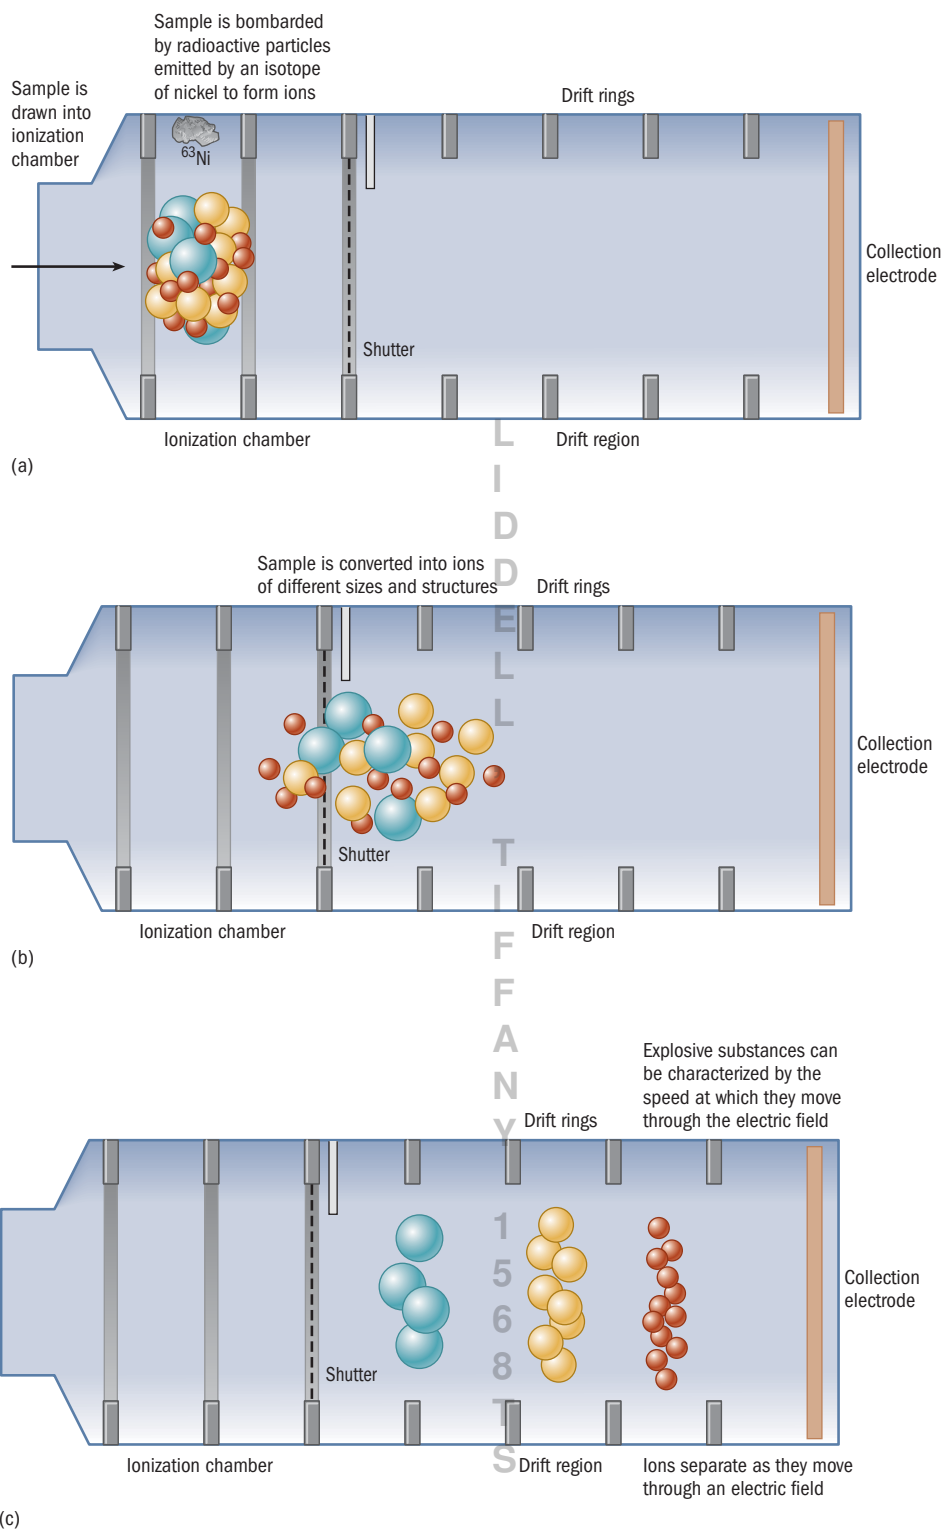 Sample is bombarded
by radioactive particles
emitted by an isotope
of nickel to form ions
Sample is
drawn into
ionization
chamber
Drift rings
63Ni
Collection
electrode
Shutter
Ionization chamber
Drift region
(a)
Sample is converted into ions
of different sizes and structures
Drift rings
Collection
electrode
Shutter
Ionization chamber
Drift region
(b)
Explosive substances can
be characterized by the
speed at which they move
through the electric field
Drift rings
Collection
electrode
Shutter
Ionization chamber
Drift region
Ions separate as they move
through an electric field
(c)
LIDDELL TIFFANY 1568TS